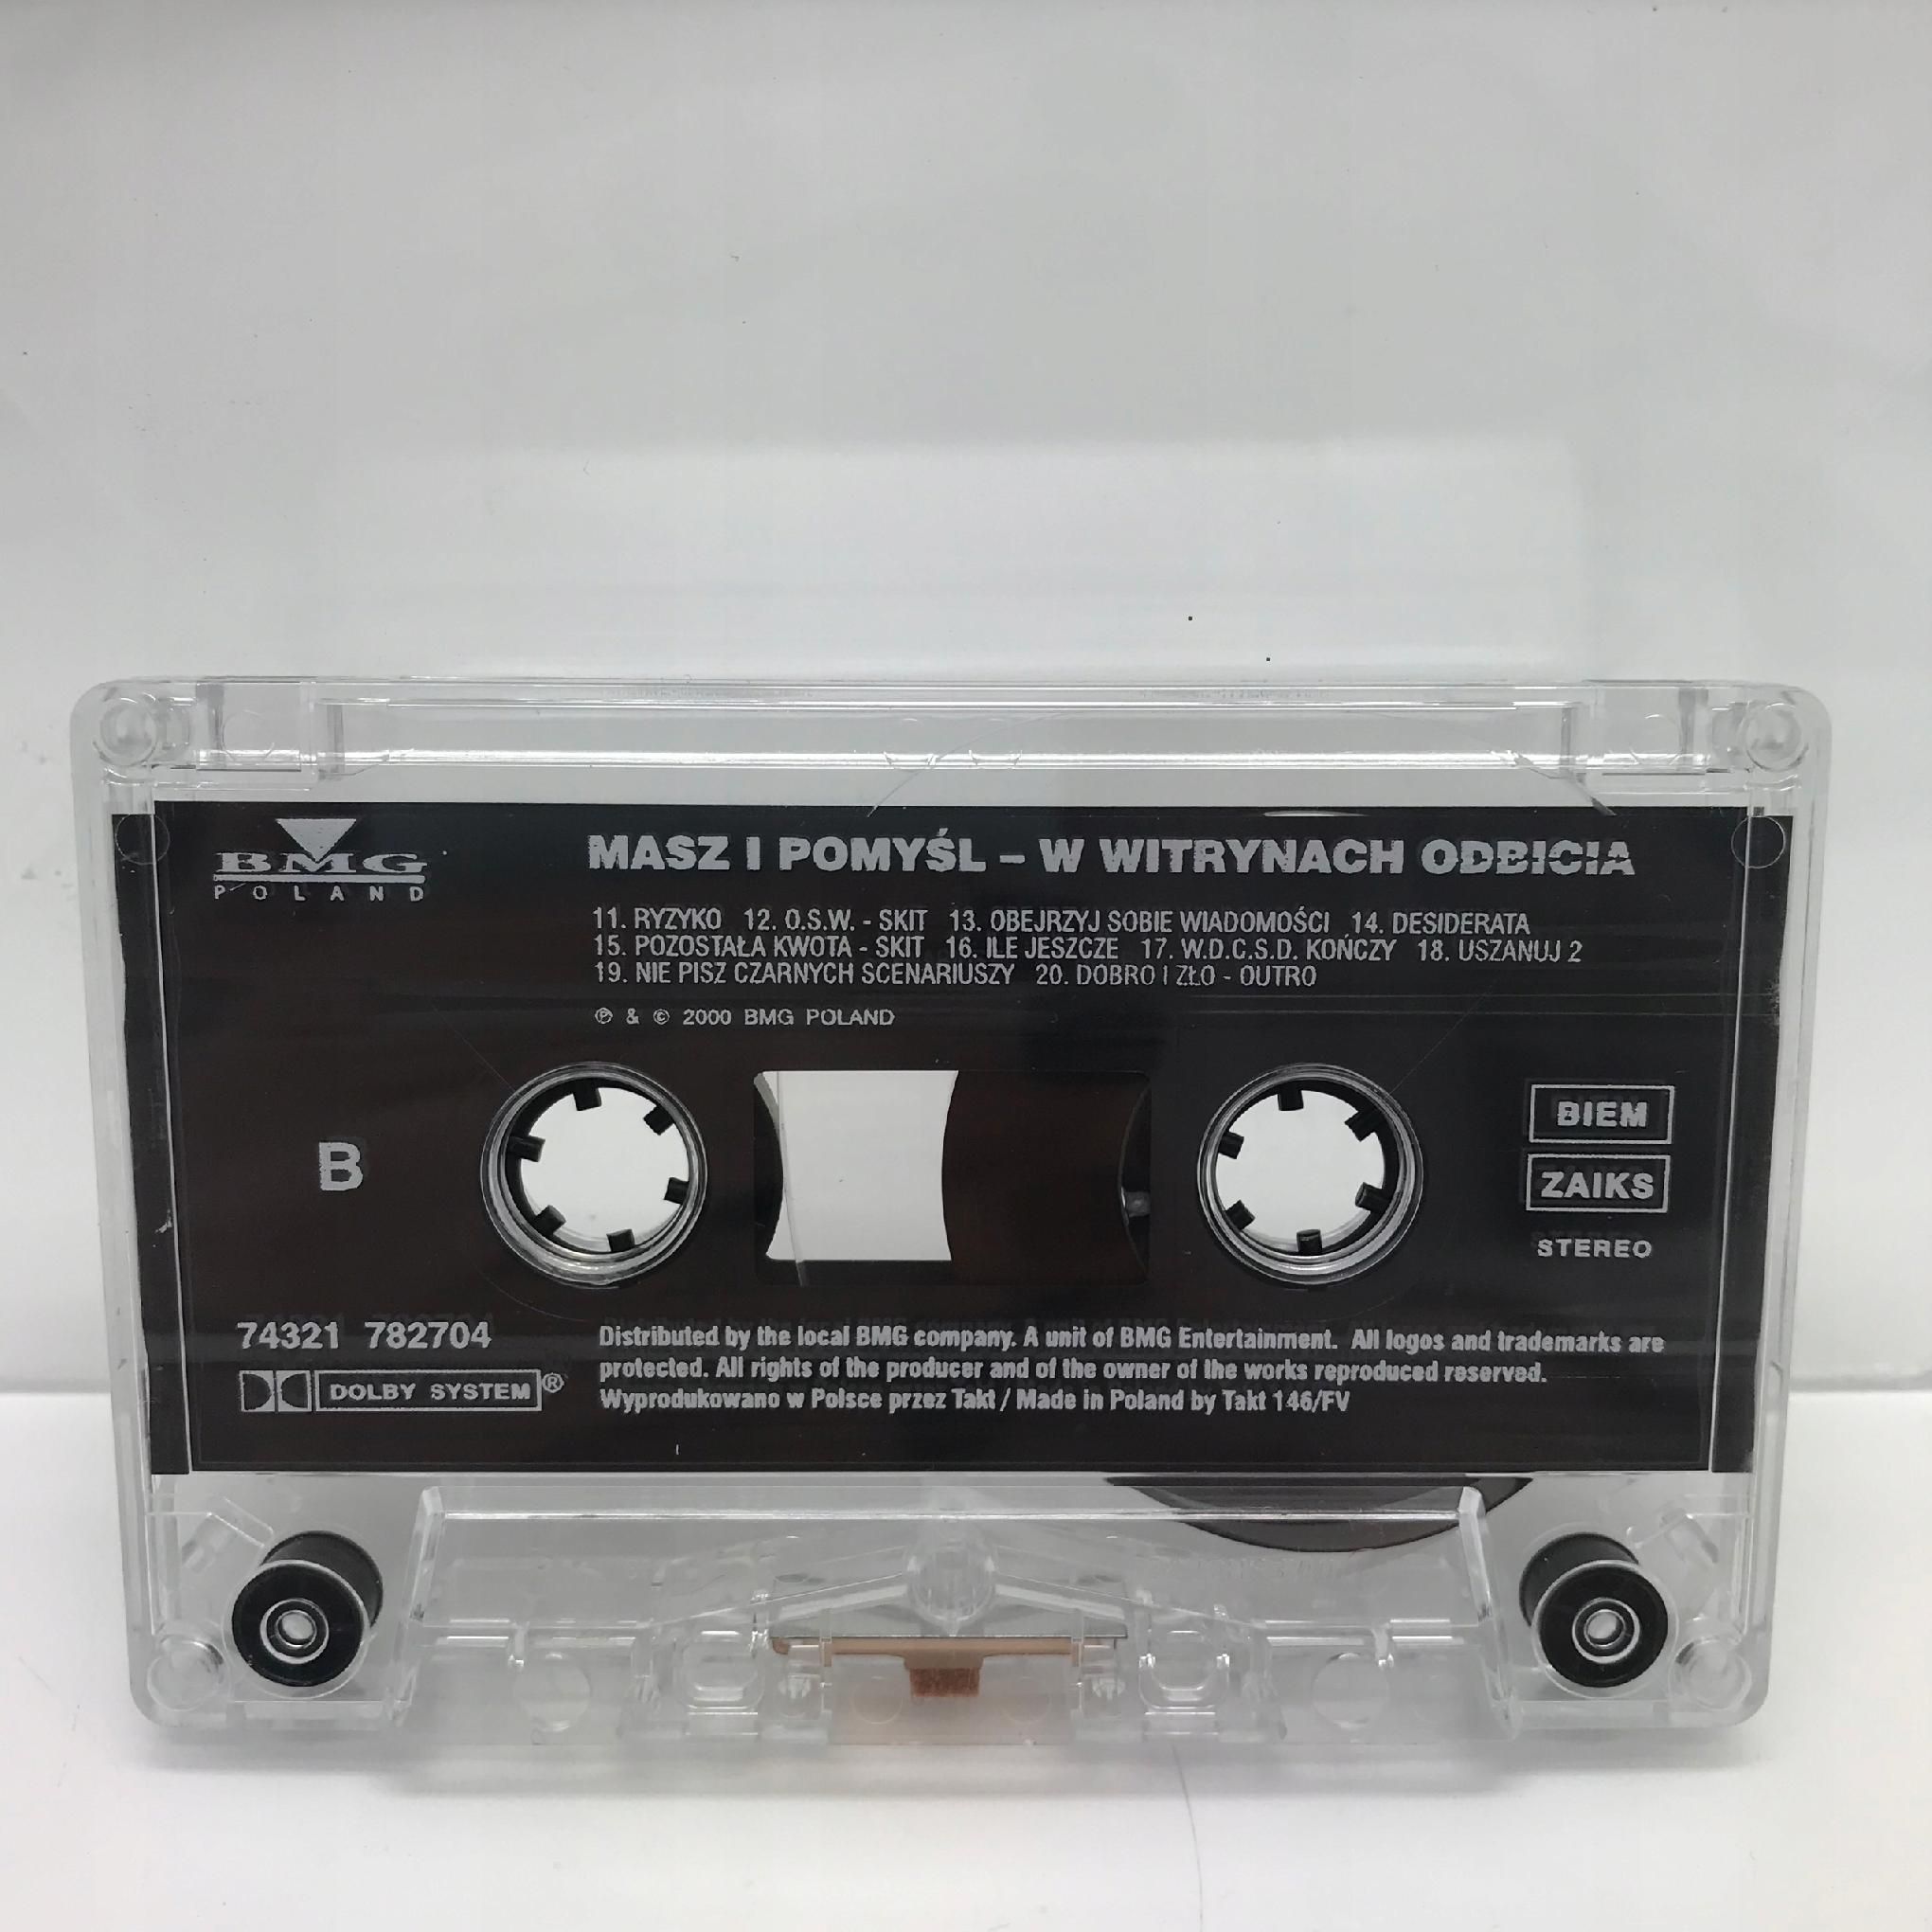 BMG
POLAND
MASZ I POMYŚL – W WITRYNACH ODBICIA
11. RYZYKO 12. O.S.W. - SKIT 13. OBEJRZYJ SOBIE WIADOMOŚCI 14. DESIDERATA
15. POZOSTAŁA KWOTA - SKIT 16. ILE JESZCZE 17. W.D.C.S.D. KOŃCZY 18. USZANUJ 2
19. NIE PISZ CZARNYCH SCENARIUSZY 20. DOBRO I ZŁO - OUTRO
℗ & © 2000 BMG POLAND
B
BIEM
ZAIKS
STEREO
74321 782704
DOLBY SYSTEM®
Distributed by the local BMG company. A unit of BMG Entertainment. All logos and trademarks are
protected. All rights of the producer and of the owner of the works reproduced reserved.
Wyprodukowano w Polsce przez Takt / Made in Poland by Takt 146/FV